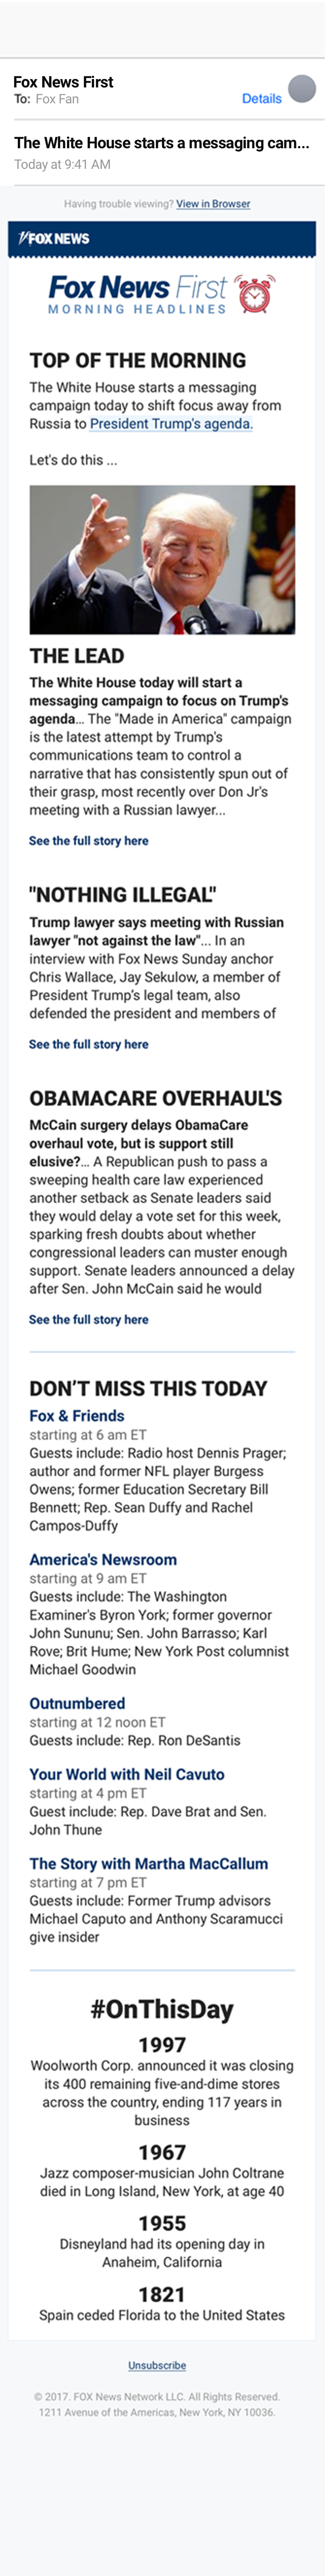 Fox News First
To: Fox Fan
Details
The White House starts a messaging cam...
Today at 9:41 AM
Having trouble viewing? View in Browser
FOX NEWS
Fox News First
MORNING HEADLINES
TOP OF THE MORNING
The White House starts a messaging
campaign today to shift focus away from
Russia to President Trump's agenda.
Let's do this ...
THE LEAD
The White House today will start a
messaging campaign to focus on Trump's
agenda... The "Made in America" campaign
is the latest attempt by Trump's
communications team to control a
narrative that has consistently spun out of
their grasp, most recently over Don Jr's
meeting with a Russian lawyer...
See the full story here
"NOTHING ILLEGAL"
Trump lawyer says meeting with Russian
lawyer "not against the law"... In an
interview with Fox News Sunday anchor
Chris Wallace, Jay Sekulow, a member of
President Trump's legal team, also
defended the president and members of
See the full story here
OBAMACARE OVERHAUL'S
McCain surgery delays ObamaCare
overhaul vote, but is support still
elusive?... A Republican push to pass a
sweeping health care law experienced
another setback as Senate leaders said
they would delay a vote set for this week,
sparking fresh doubts about whether
congressional leaders can muster enough
support. Senate leaders announced a delay
after Sen. John McCain said he would
See the full story here
DON'T MISS THIS TODAY
Fox & Friends
starting at 6 am ET
Guests include: Radio host Dennis Prager;
author and former NFL player Burgess
Owens; former Education Secretary Bill
Bennett; Rep. Sean Duffy and Rachel
Campos-Duffy
America's Newsroom
starting at 9 am ET
Guests include: The Washington
Examiner's Byron York; former governor
John Sununu; Sen. John Barrasso; Karl
Rove; Brit Hume; New York Post columnist
Michael Goodwin
Outnumbered
starting at 12 noon ET
Guests include: Rep. Ron DeSantis
Your World with Neil Cavuto
starting at 4 pm ET
Guest include: Rep. Dave Brat and Sen.
John Thune
The Story with Martha MacCallum
starting at 7 pm ET
Guests include: Former Trump advisors
Michael Caputo and Anthony Scaramucci
give insider
#OnThisDay
1997
Woolworth Corp. announced it was closing
its 400 remaining five-and-dime stores
across the country, ending 117 years in
business
1967
Jazz composer-musician John Coltrane
died in Long Island, New York, at age 40
1955
Disneyland had its opening day in
Anaheim, California
1821
Spain ceded Florida to the United States
Unsubscribe
© 2017. FOX News Network LLC. All Rights Reserved.
1211 Avenue of the Americas, New York, NY 10036.